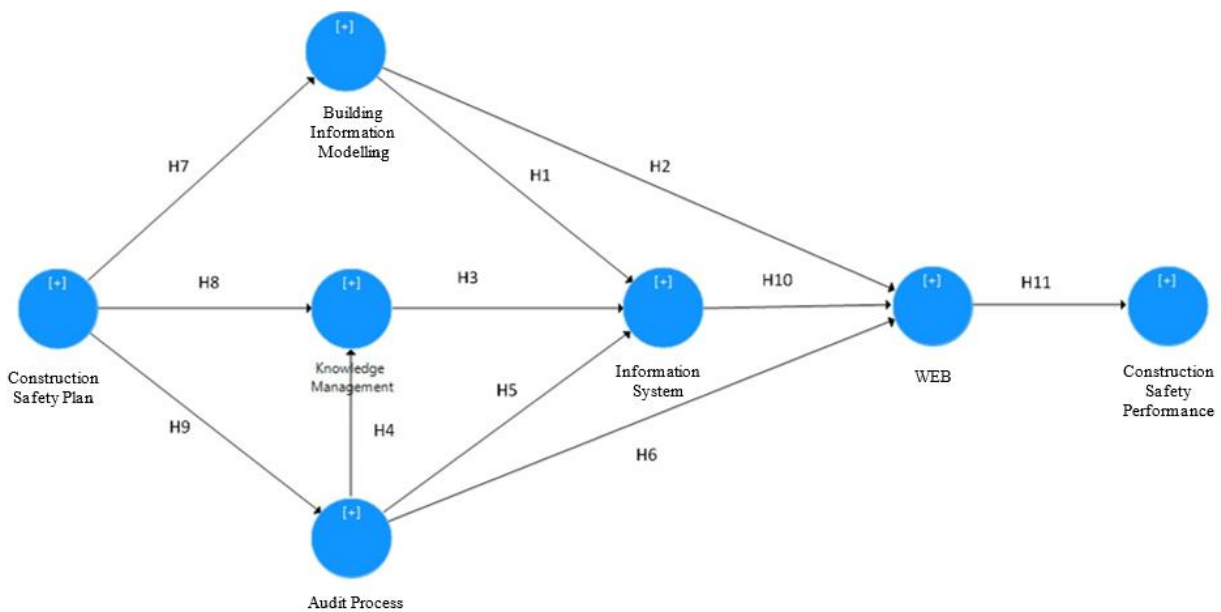 [+]
Building
Information
Modelling
H7
H1
H2
[+]
Construction
Safety Plan
H8
[+]
Knowledge
Management
H3
[+]
Information
System
H10
[+]
WEB
H11
[+]
Construction
Safety
Performance
H9
H4
H5
H6
[+]
Audit Process